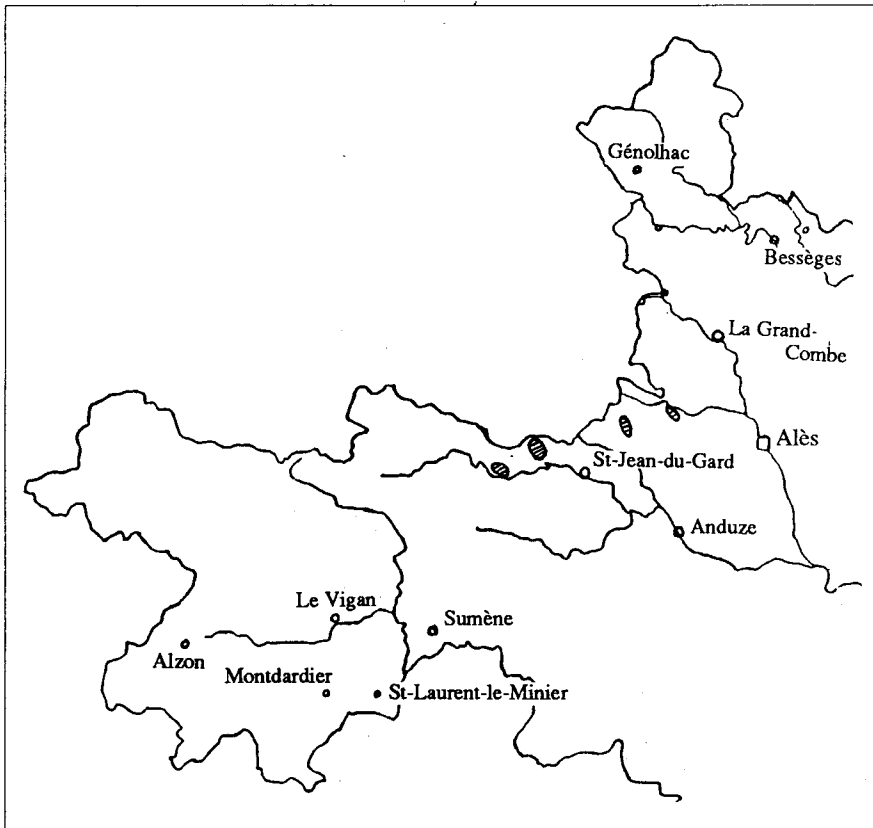 Génolhac
Bessèges
La Grand-
Combe
Alès
St-Jean-du-Gard
Anduze
Le Vigan
Sumène
Alzon
Montdardier
St-Laurent-le-Minier